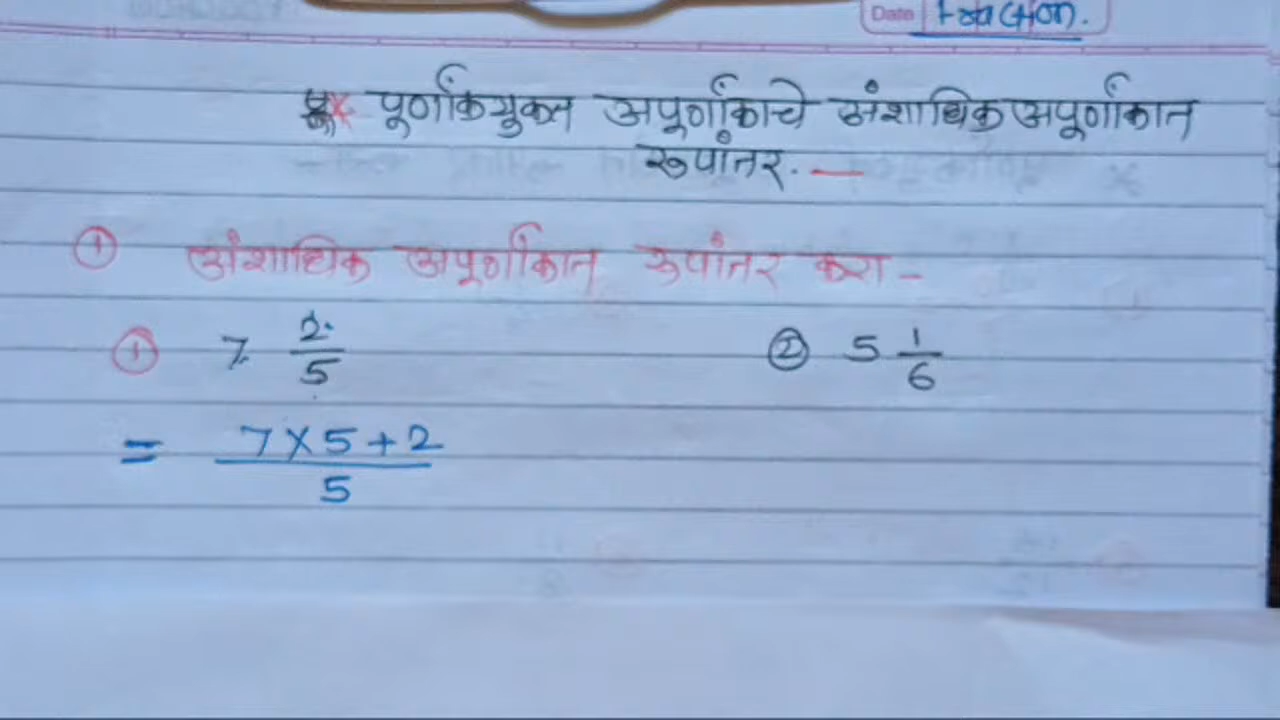 Date Fraction.
* पूर्णांकयुक्त अपूर्णांकाचे अंशाधिक अपूर्णांकात
रूपांतर. —
① अंशाधिक अपूर्णांकात रूपांतर करा -
① 7 2/5 ② 5 1/6
= 7×5+2
5